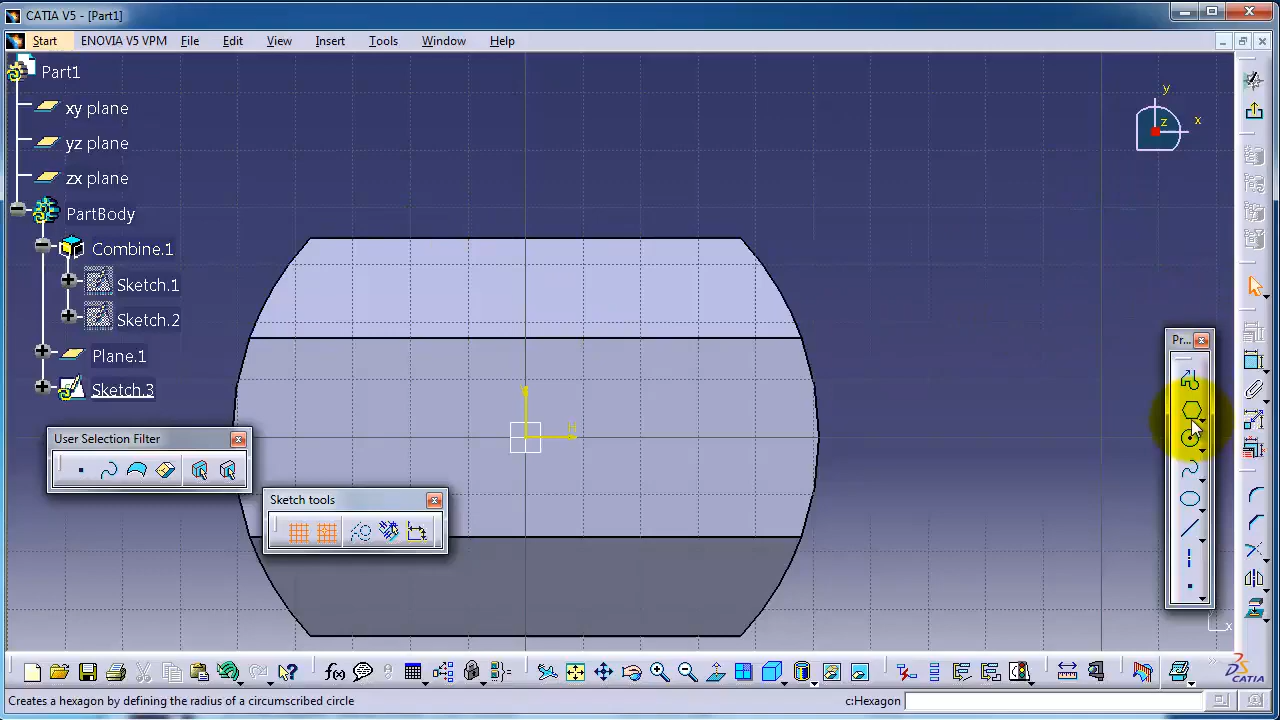 CATIA V5 - [Part1]
Start ENOVIA V5 VPM File Edit View Insert Tools Window Help
Part1
xy plane
yz plane
zx plane
PartBody
Combine.1
Sketch.1
Sketch.2
Plane.1
Sketch.3
y
x
z
User Selection Filter
Sketch tools
Pr...
H
x
f(x)
CATIA
Creates a hexagon by defining the radius of a circumscribed circle
c:Hexagon